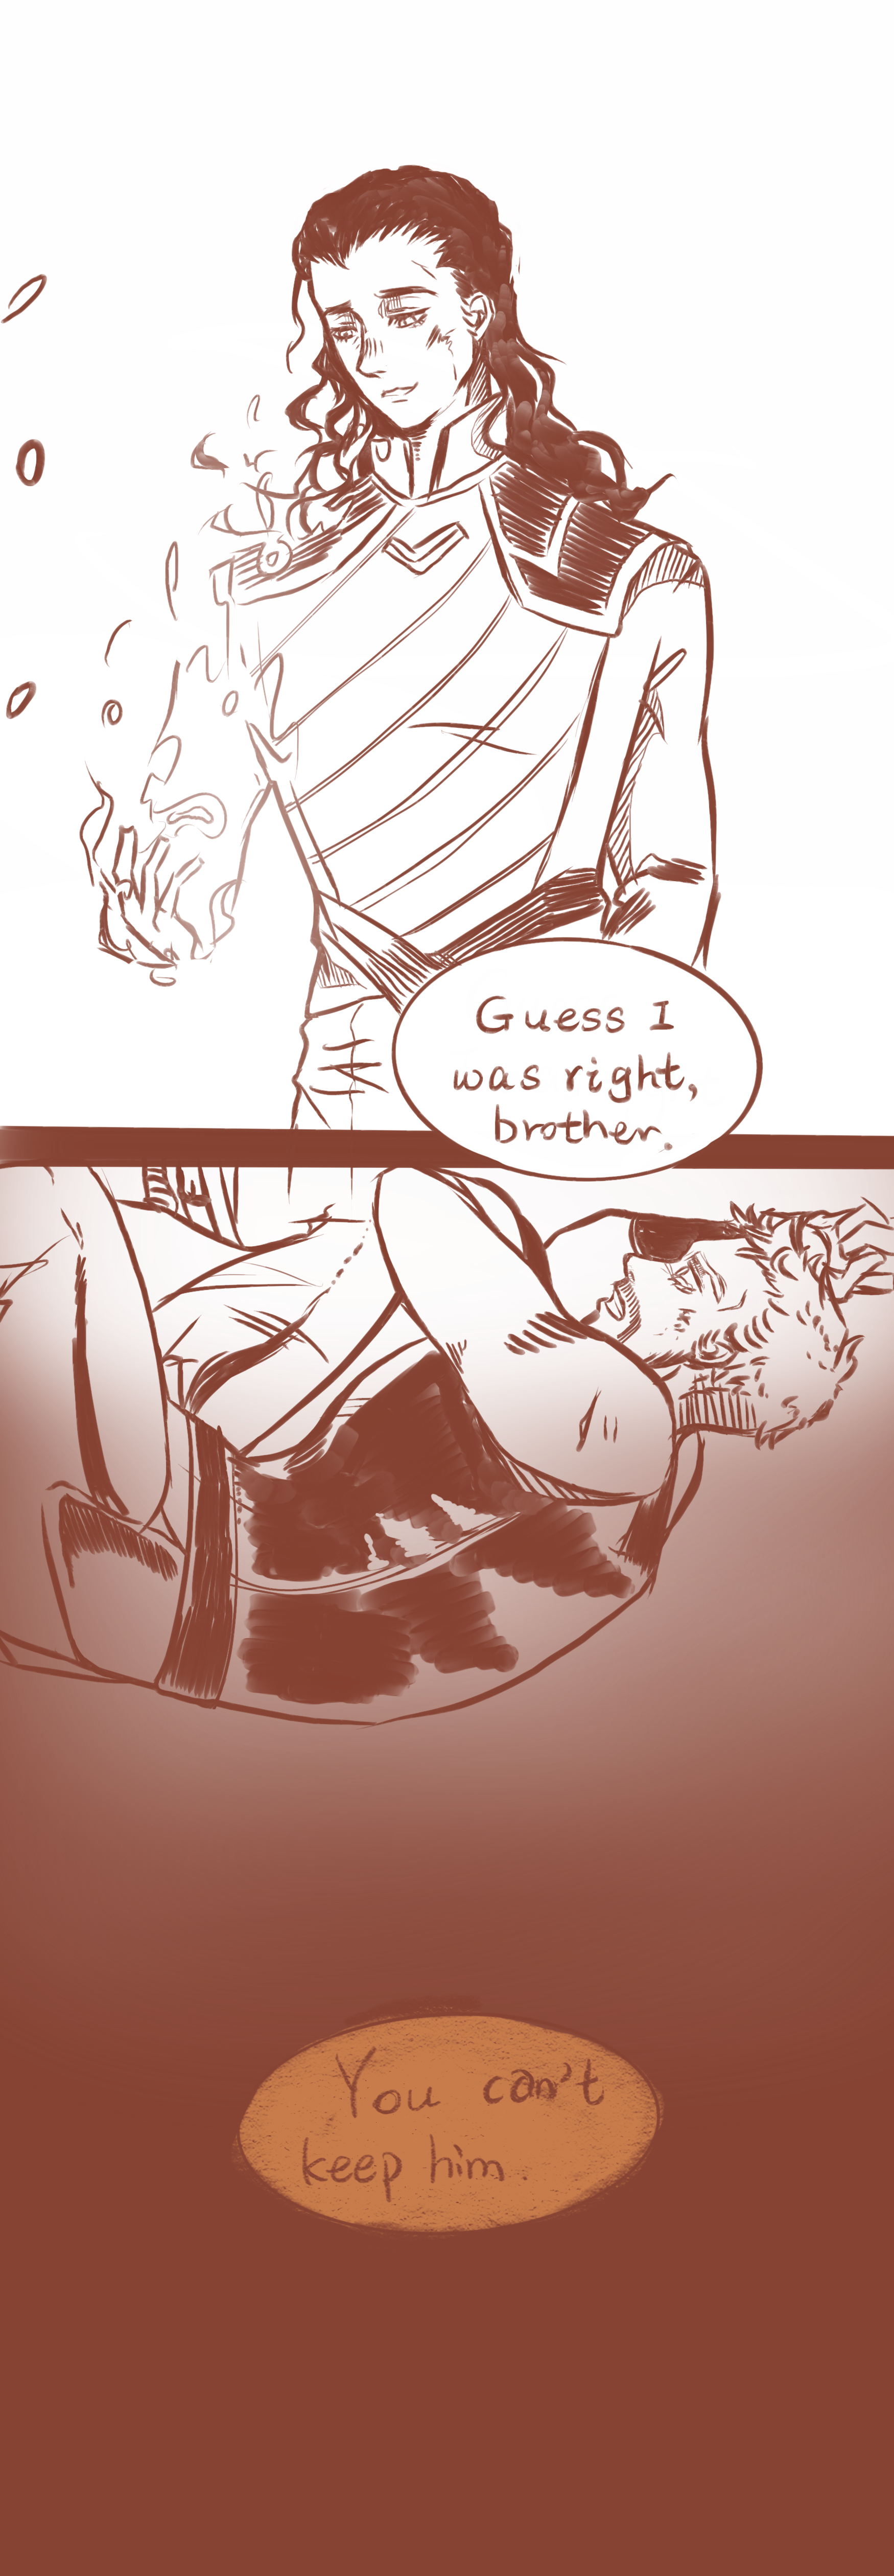 Guess I
was right,
brother.
You can't
keep him.